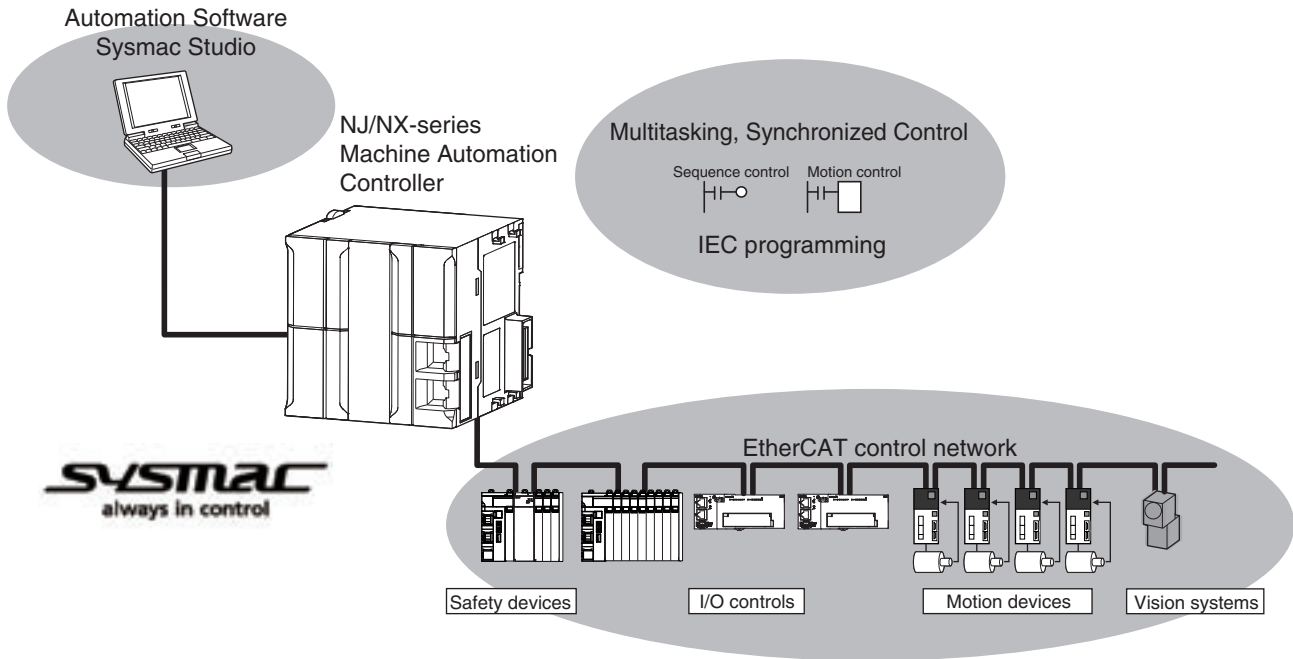 Automation Software
Sysmac Studio
NJ/NX-series
Machine Automation
Controller
Multitasking, Synchronized Control
Sequence control
Motion control
IEC programming
sysmac
always in control
EtherCAT control network
Safety devices
I/O controls
Motion devices
Vision systems